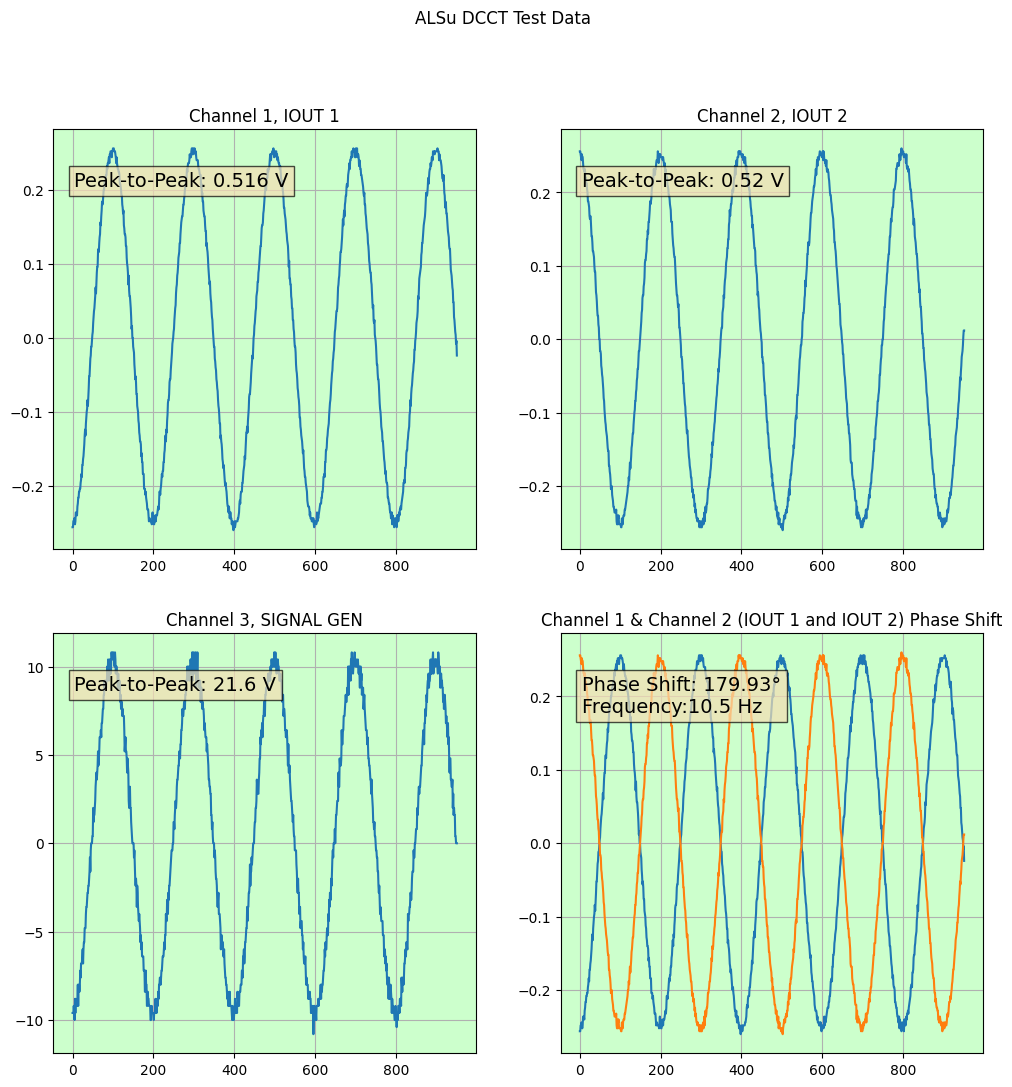 ALSu DCCT Test Data
Channel 1, IOUT 1
Peak-to-Peak: 0.516 V
0.2
0.1
0.0
−0.1
−0.2
0 200 400 600 800
Channel 2, IOUT 2
Peak-to-Peak: 0.52 V
0.2
0.1
0.0
−0.1
−0.2
0 200 400 600 800
Channel 3, SIGNAL GEN
Peak-to-Peak: 21.6 V
10
5
0
−5
−10
0 200 400 600 800
Channel 1 & Channel 2 (IOUT 1 and IOUT 2) Phase Shift
Phase Shift: 179.93°
Frequency:10.5 Hz
0.2
0.1
0.0
−0.1
−0.2
0 200 400 600 800